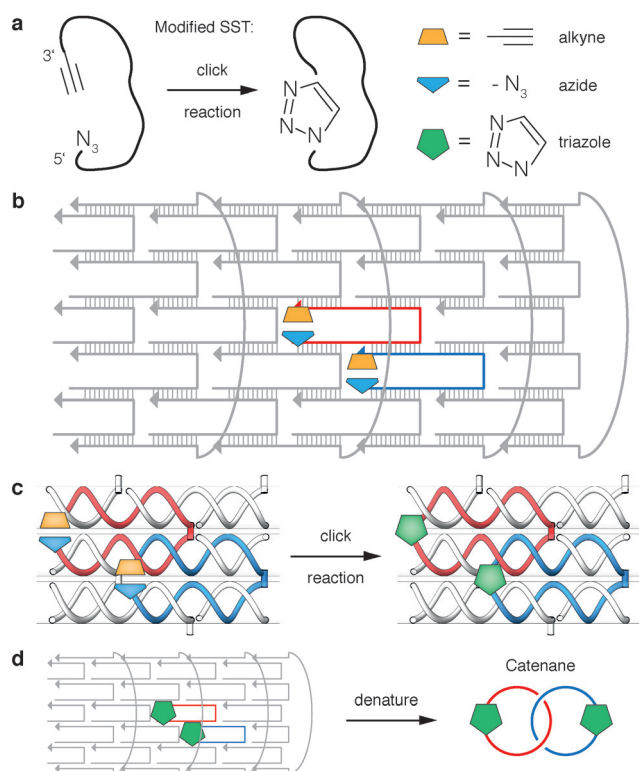 a
Modified SST:
3'
N3
5'
click
reaction
N
N
N
= alkyne
= - N3 azide
= N N N triazole
b
c
click
reaction
d
denature
Catenane